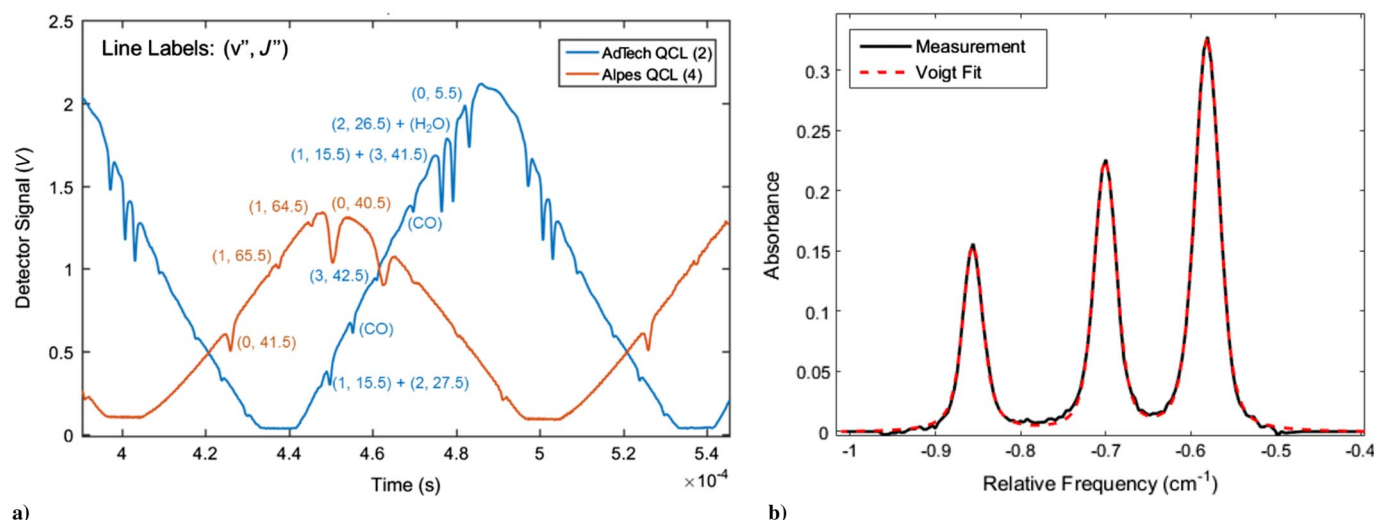 2.5
2
1.5
1
0.5
0
Detector Signal (V)
Line Labels: (v”, J”)
AdTech QCL (2)
Alpes QCL (4)
(0, 5.5)
(2, 26.5) + (H₂O)
(1, 15.5) + (3, 41.5)
(1, 64.5)
(0, 40.5)
(CO)
(1, 65.5)
(3, 42.5)
(0, 41.5)
(CO)
(1, 15.5) + (2, 27.5)
4
4.2
4.4
4.6
4.8
5
5.2
5.4
×10⁻⁴
Time (s)
a)
Measurement
Voigt Fit
0.3
0.25
0.2
0.15
0.1
0.05
0
Absorbance
-1
-0.9
-0.8
-0.7
-0.6
-0.5
-0.4
Relative Frequency (cm⁻¹)
b)